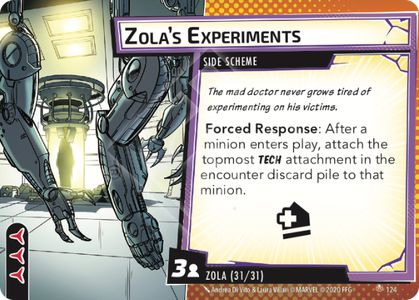 ZOLA'S EXPERIMENTS
SIDE SCHEME
The mad doctor never grows tired of
experimenting on his victims.
Forced Response: After a
minion enters play, attach the
topmost TECH attachment in the
encounter discard pile to that
minion.
3
ZOLA (31/31)
Andrea Di Vito & Laura Villari © MARVEL © 2020 FFG 124